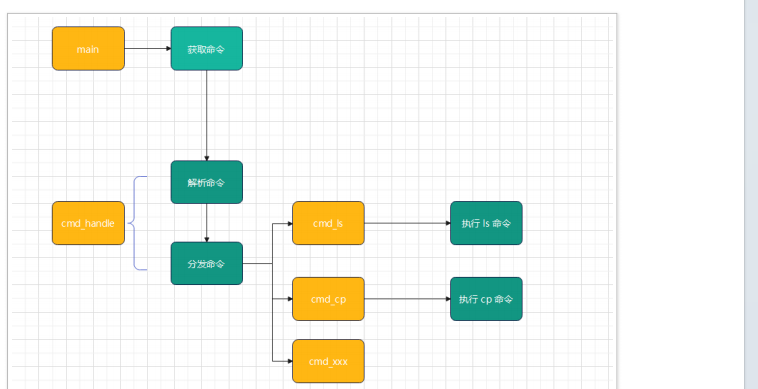 main
获取命令
解析命令
cmd_handle
cmd_ls
执行 ls 命令
分发命令
cmd_cp
执行 cp 命令
cmd_xxx